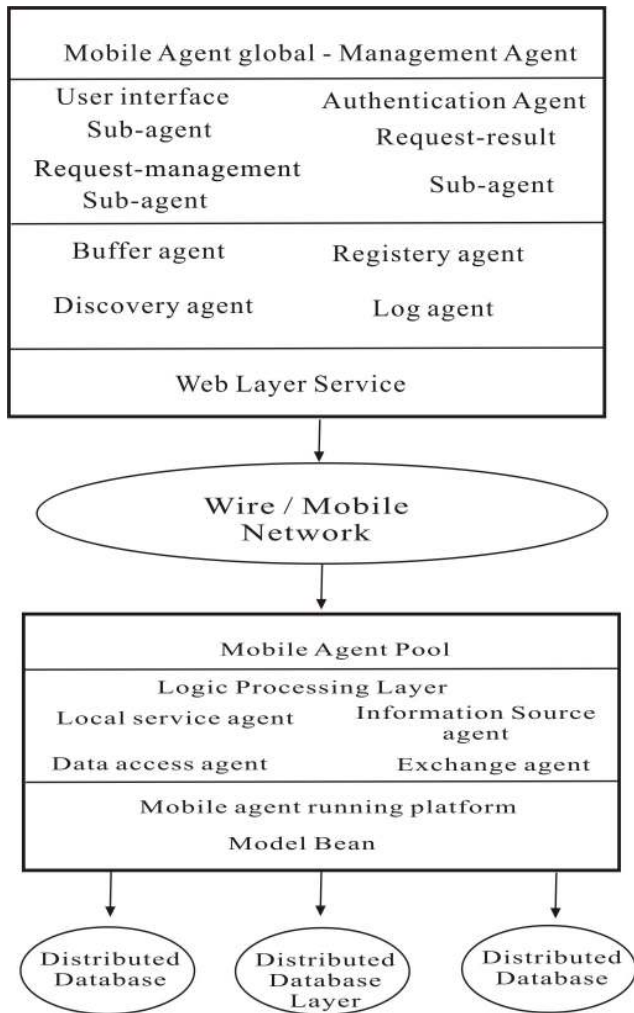 Mobile Agent global - Management Agent
User interface
Sub-agent
Request-management
Sub-agent
Authentication Agent
Request-result
Sub-agent
Buffer agent
Registery agent
Discovery agent
Log agent
Web Layer Service
Wire / Mobile
Network
Mobile Agent Pool
Logic Processing Layer
Local service agent
Information Source
agent
Data access agent
Exchange agent
Mobile agent running platform
Model Bean
Distributed
Database
Distributed
Database
Layer
Distributed
Database